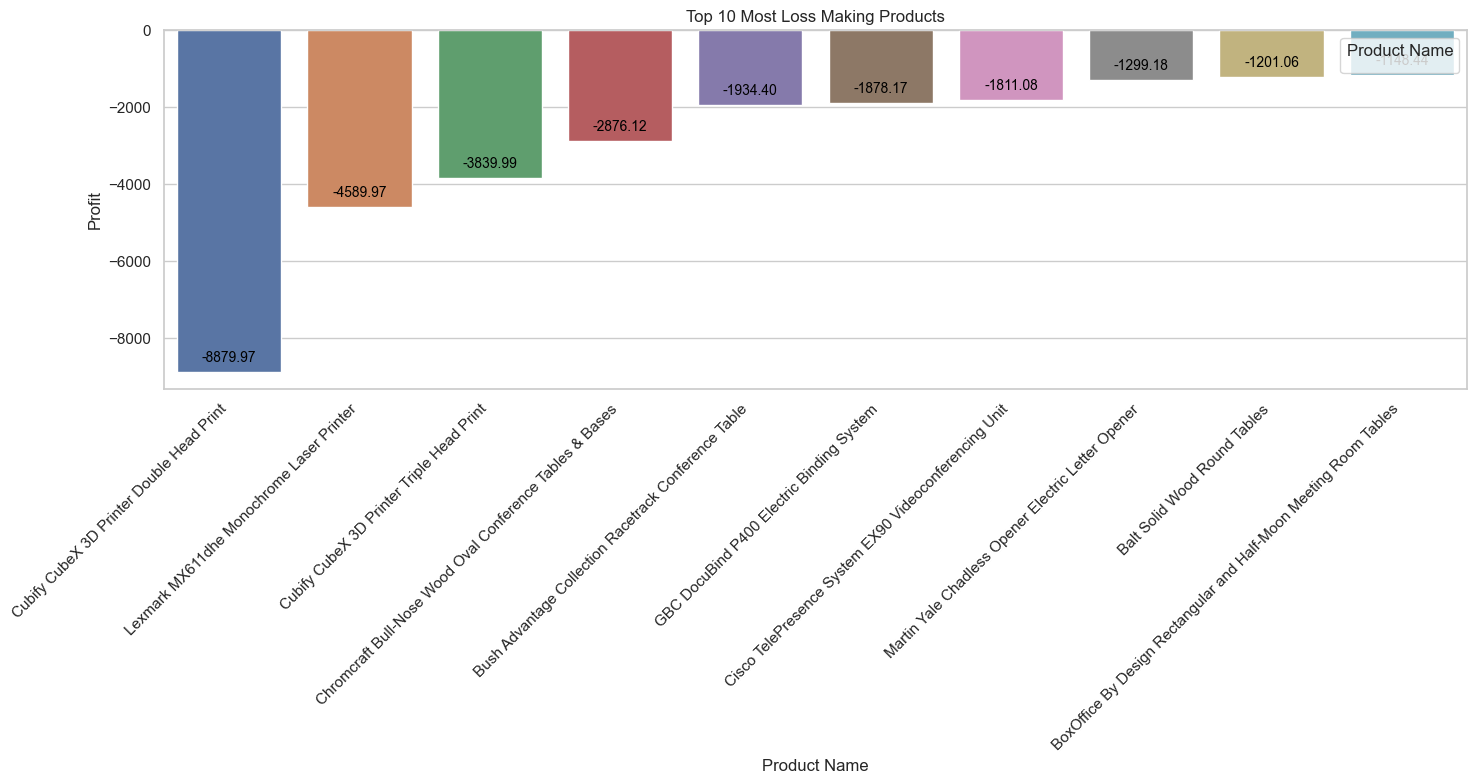 Top 10 Most Loss Making Products
Profit
0
−2000
−4000
−6000
−8000
Product Name
-8879.97
-4589.97
-3839.99
-2876.12
-1934.40
-1878.17
-1811.08
-1299.18
-1201.06
-1148.44
Cubify CubeX 3D Printer Double Head Print
Lexmark MX611dhe Monochrome Laser Printer
Cubify CubeX 3D Printer Triple Head Print
Chromcraft Bull-Nose Wood Oval Conference Tables & Bases
Bush Advantage Collection Racetrack Conference Table
GBC DocuBind P400 Electric Binding System
Cisco TelePresence System EX90 Videoconferencing Unit
Martin Yale Chadless Opener Electric Letter Opener
Balt Solid Wood Round Tables
BoxOffice By Design Rectangular and Half-Moon Meeting Room Tables
Product Name